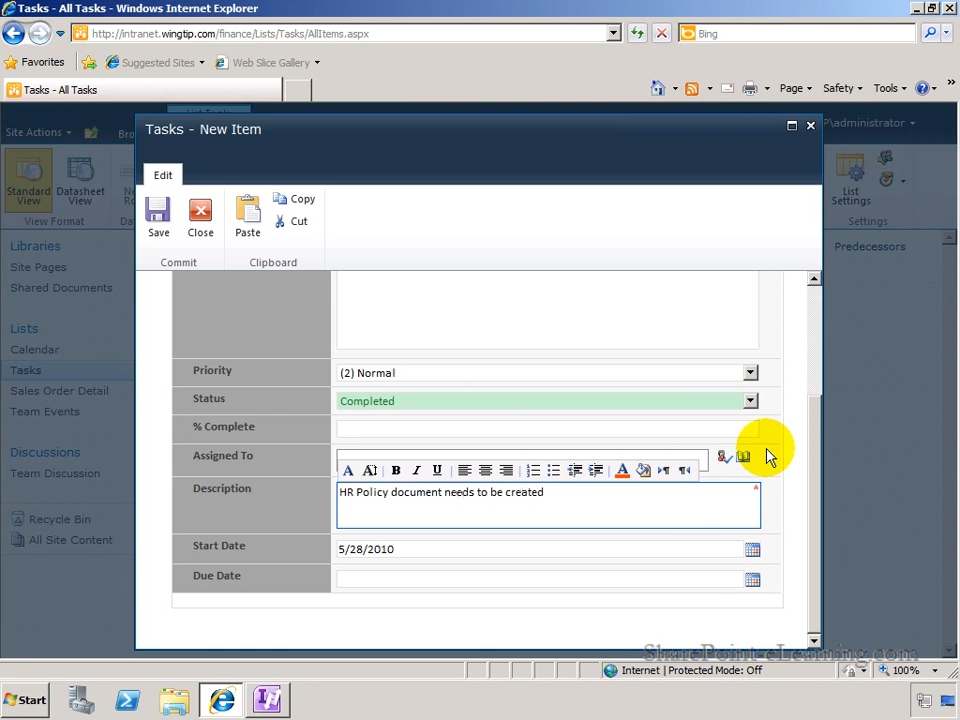 Tasks - All Tasks - Windows Internet Explorer
http://intranet.wingtip.com/finance/Lists/Tasks/AllItems.aspx
Bing
Favorites
Suggested Sites
Web Slice Gallery
Tasks - All Tasks
Page
Safety
Tools
Site Actions
Tasks - New Item
P\administrator
Edit
Standard View
Datasheet View
View Format
Save
Close
Paste
Copy
Cut
Commit
Clipboard
List Settings
Settings
Libraries
Site Pages
Shared Documents
Lists
Calendar
Tasks
Sales Order Detail
Team Events
Discussions
Team Discussion
Recycle Bin
All Site Content
Predecessors
Priority
(2) Normal
Status
Completed
% Complete
Assigned To
Description
HR Policy document needs to be created
Start Date
5/28/2010
Due Date
SharePoint-eLearning.com
Internet | Protected Mode: Off
100%
Start